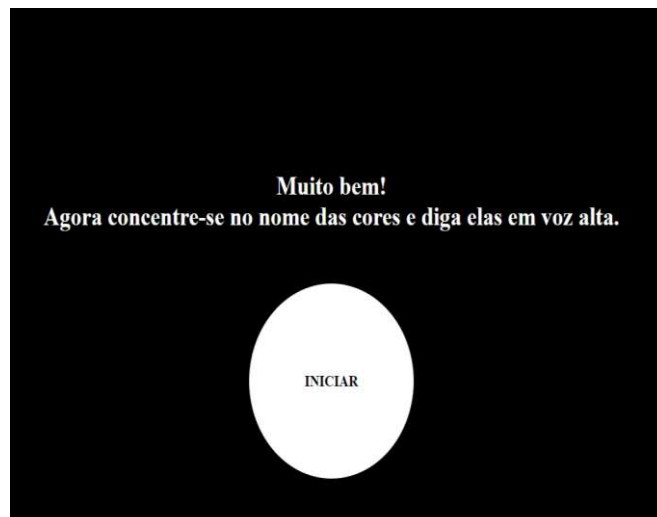 Muito bem!
Agora concentre-se no nome das cores e diga elas em voz alta.
INICIAR